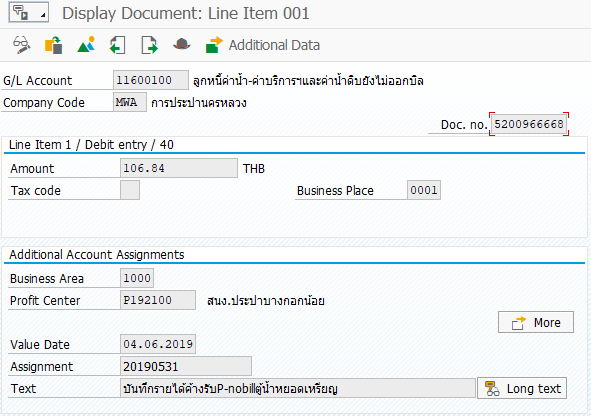 Display Document: Line Item 001
Additional Data
G/L Account 11600100 ลูกหนี้ค่าน้ำ-ค่าบริการฯและค่าน้ำดิบยังไม่ออกบิล
Company Code MWA การประปานครหลวง
Doc. no. 5200966668
Line Item 1 / Debit entry / 40
Amount 106.84 THB
Tax code Business Place 0001
Additional Account Assignments
Business Area 1000
Profit Center P192100 สนง.ประปาบางกอกน้อย
More
Value Date 04.06.2019
Assignment 20190531
Text บันทึกรายได้ค้างรับP-nobillตู้น้ำหยอดเหรียญ Long text